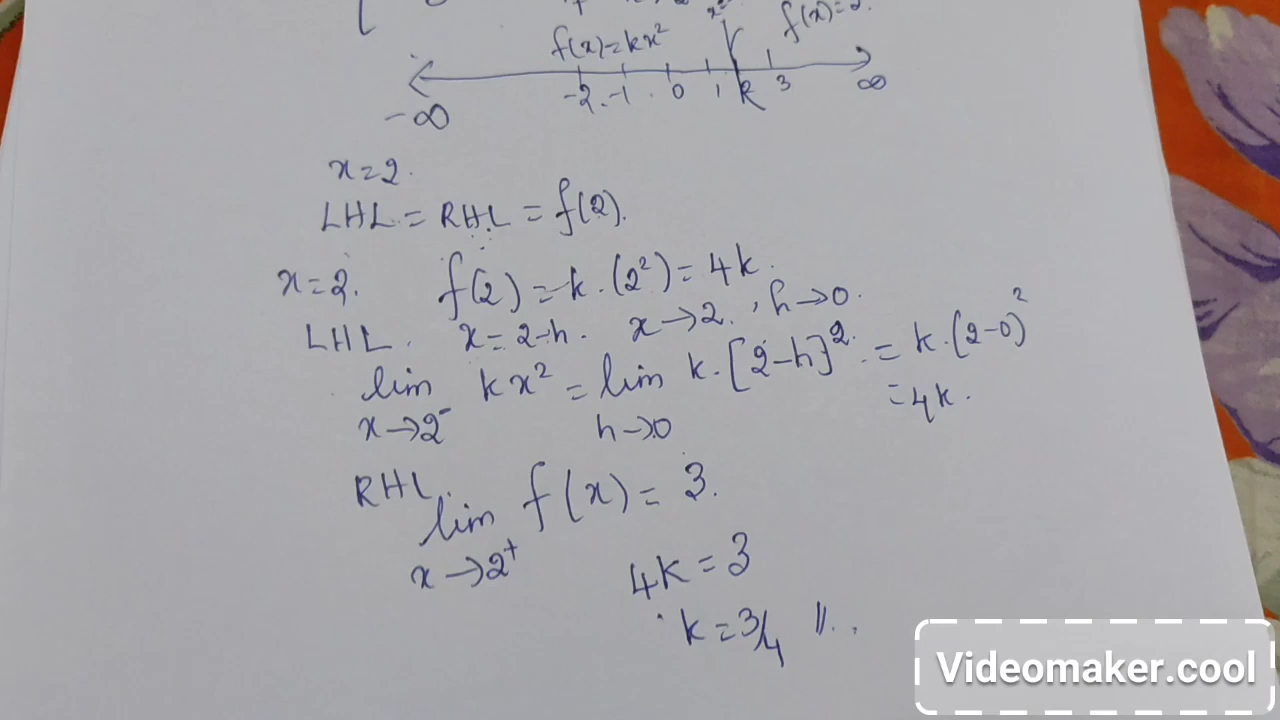 f(x)=kx²
-2 -1 0 1 3
-∞ ∞
x=2.
LHL = RHL = f(2).
x=2. f(2) = k.(2²) = 4k.
LHL. x = 2-h. x→2. , h→0.
lim kx² = lim k.[2-h]². = k.(2-0)²
x→2⁻ h→0 = 4k.
RHL. lim f(x) = 3.
x→2⁺
4k = 3
k = 3/4 //..
Videomaker.cool